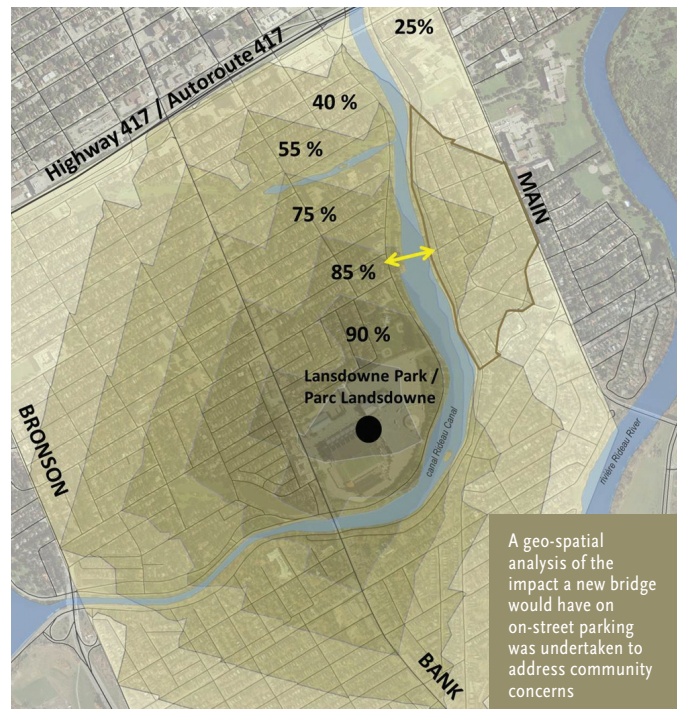 25%
Highway 417 / Autoroute 417
40 %
55 %
MAIN
75 %
85 %
90 %
Lansdowne Park /
Parc Landsdowne
BRONSON
canal Rideau Canal
rivière Rideau River
A geo-spatial
analysis of the
impact a new bridge
would have on
on-street parking
was undertaken to
address community
concerns
BANK